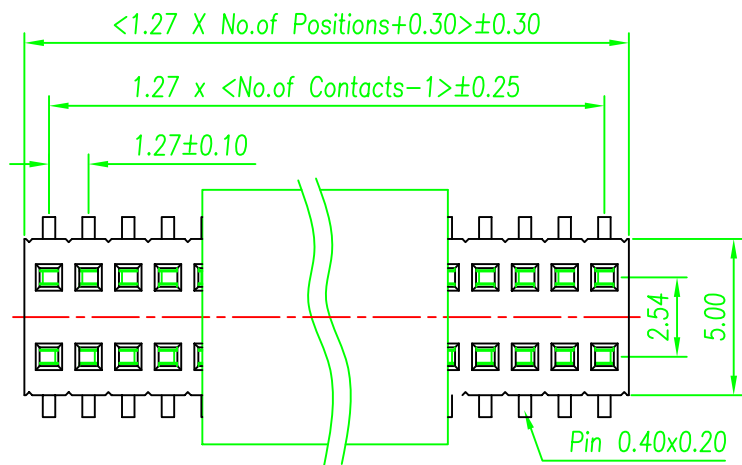 <1.27 X No.of Positions+0.30>±0.30
1.27 x <No.of Contacts-1>±0.25
1.27±0.10
2.54
5.00
Pin 0.40x0.20